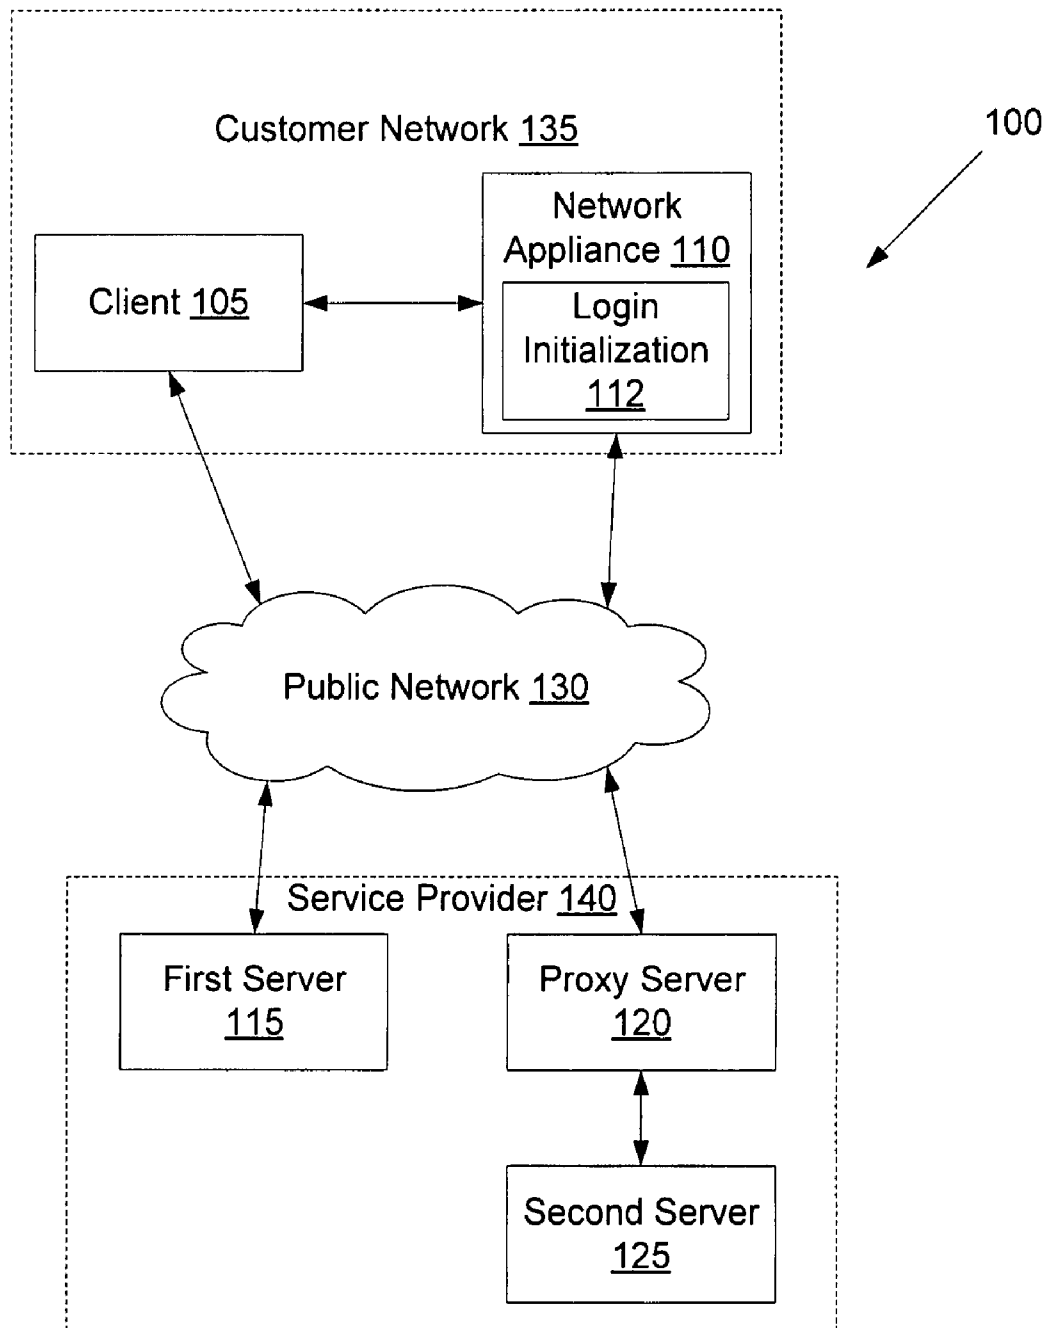 Customer Network 135
100
Network
Appliance 110
Client 105
Login
Initialization
112
Public Network 130
Service Provider 140
First Server
115
Proxy Server
120
Second Server
125